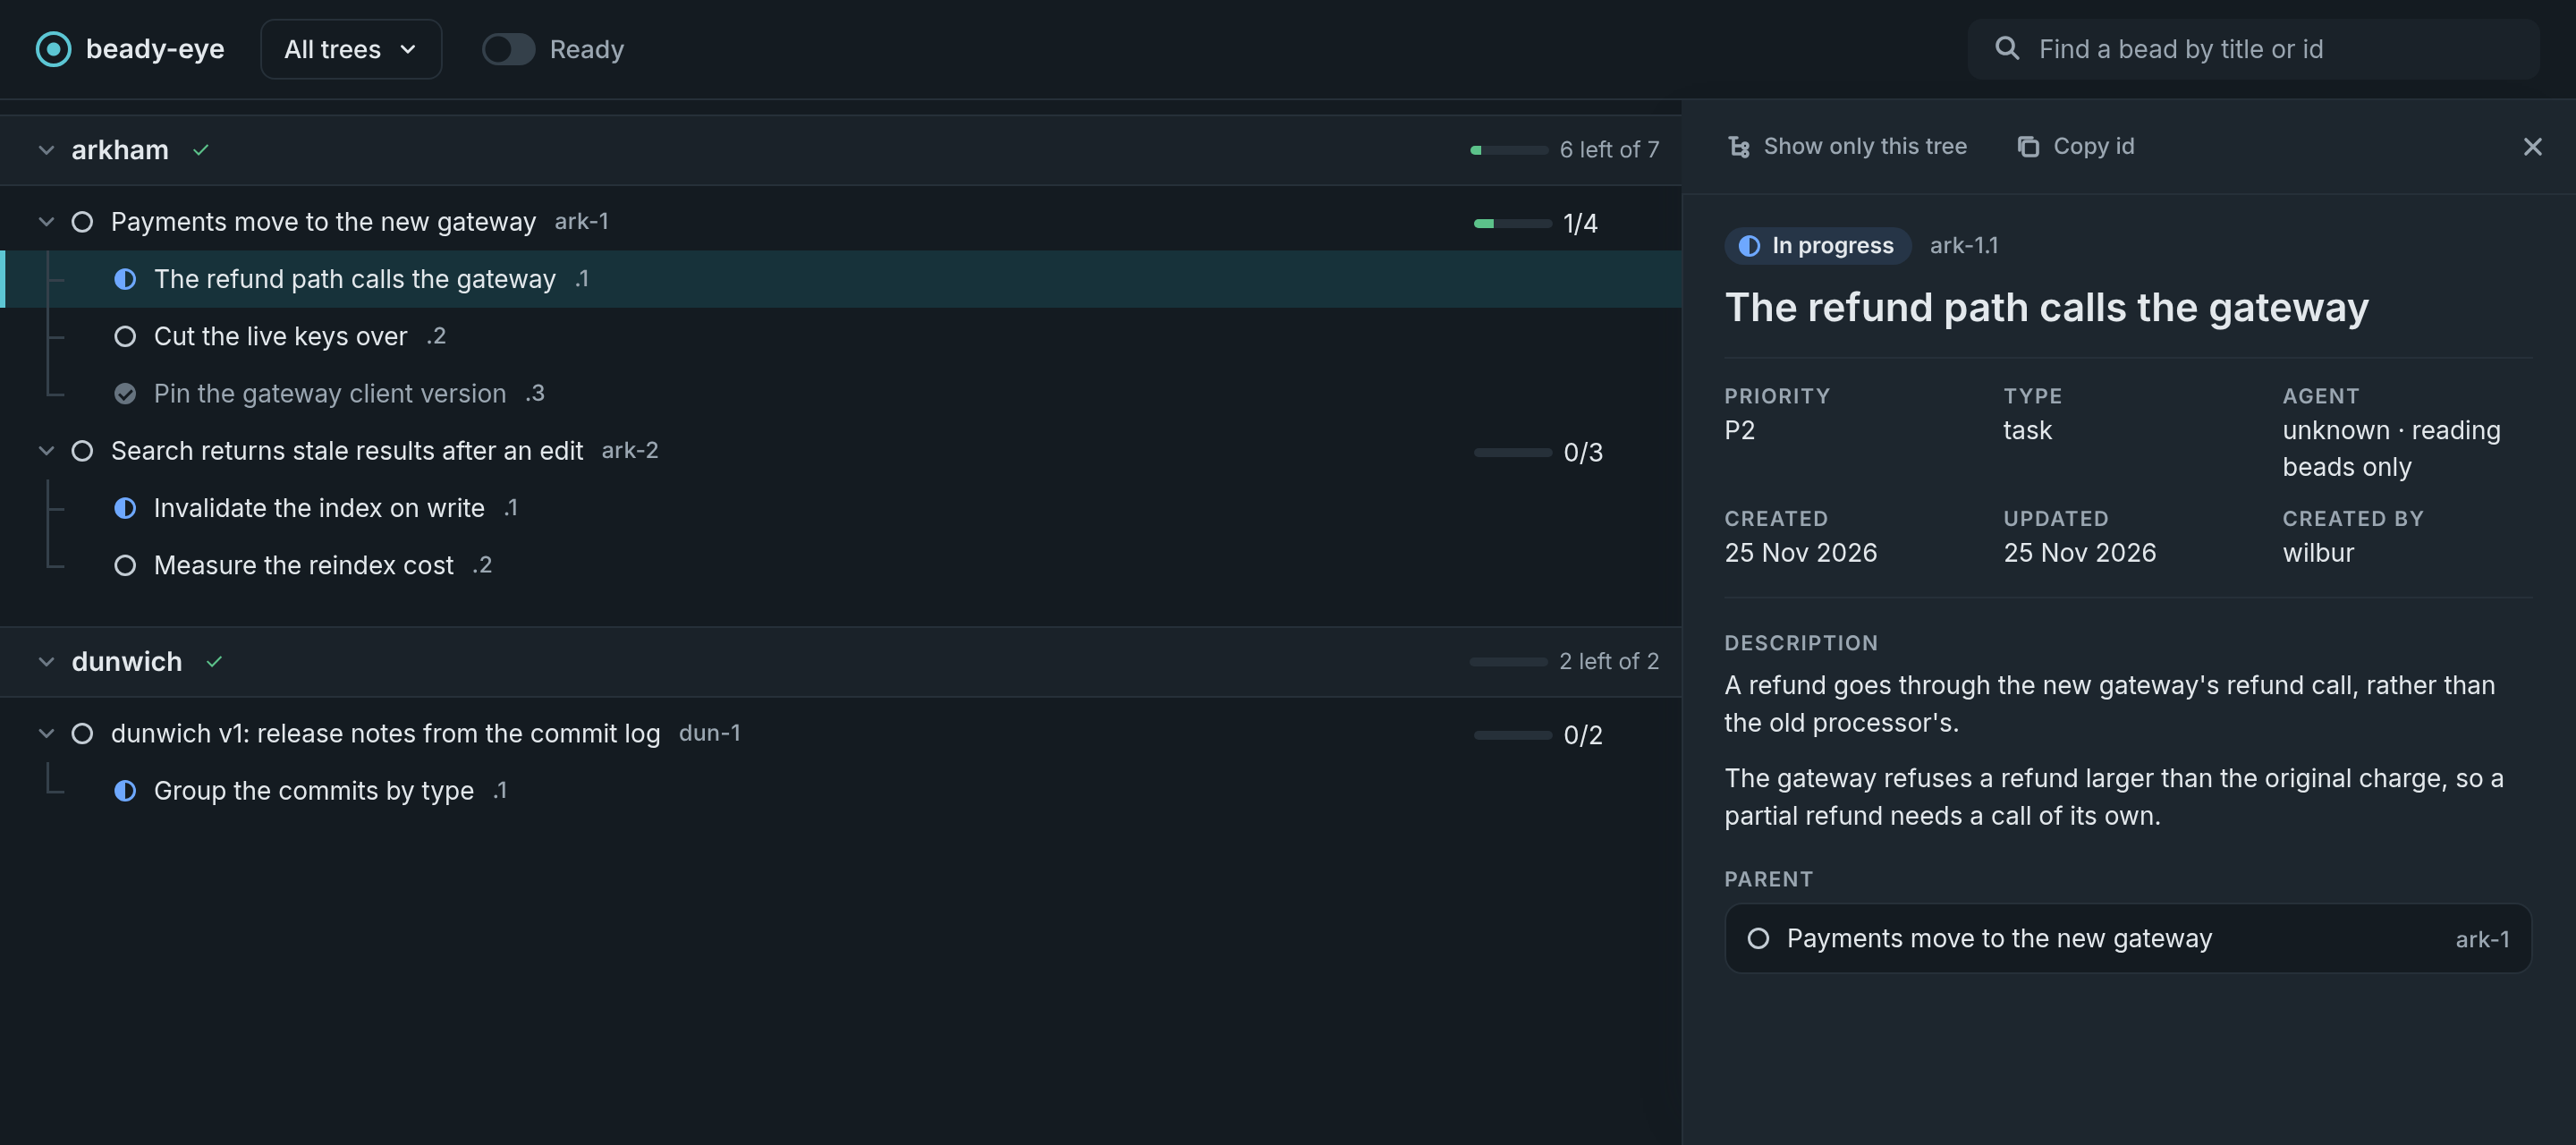 beady-eye
All trees
Ready
Find a bead by title or id
arkham
6 left of 7
Payments move to the new gateway ark-1
1/4
The refund path calls the gateway .1
Cut the live keys over .2
Pin the gateway client version .3
Search returns stale results after an edit ark-2
0/3
Invalidate the index on write .1
Measure the reindex cost .2
dunwich
2 left of 2
dunwich v1: release notes from the commit log dun-1
0/2
Group the commits by type .1
Show only this tree
Copy id
In progress ark-1.1
The refund path calls the gateway
PRIORITY
P2
TYPE
task
AGENT
unknown · reading
beads only
CREATED
25 Nov 2026
UPDATED
25 Nov 2026
CREATED BY
wilbur
DESCRIPTION
A refund goes through the new gateway's refund call, rather than
the old processor's.
The gateway refuses a refund larger than the original charge, so a
partial refund needs a call of its own.
PARENT
Payments move to the new gateway ark-1